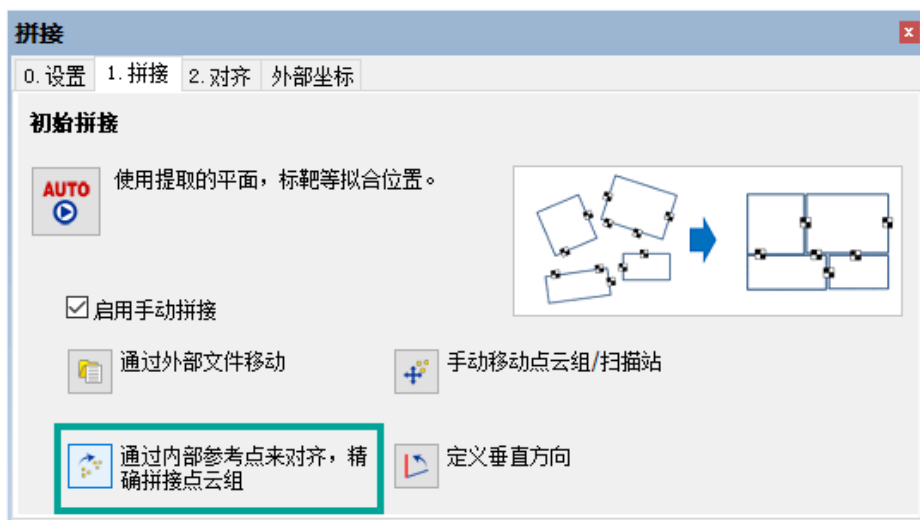 拼接
0.设置 1.拼接 2.对齐 外部坐标
初始拼接
AUTO
使用提取的平面，标靶等拟合位置。
启用手动拼接
通过外部文件移动
手动移动点云组/扫描站
通过内部参考点来对齐，精
确拼接点云组
定义垂直方向